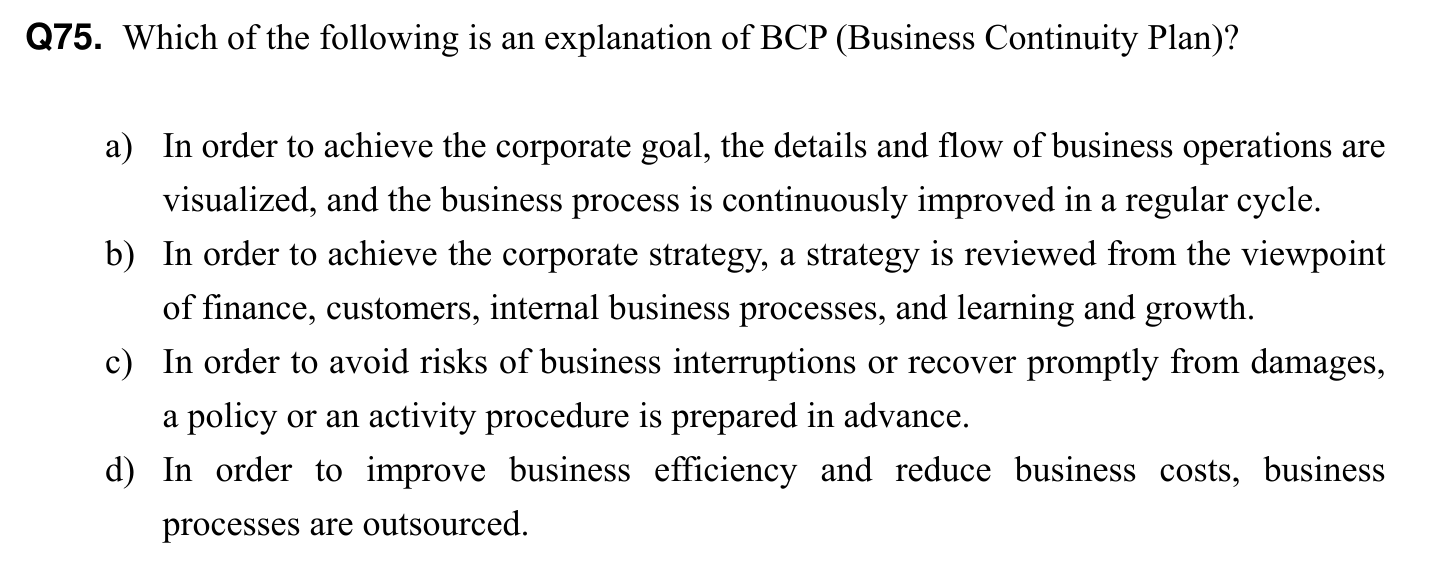 Q75. Which of the following is an explanation of BCP (Business Continuity Plan)?
a) In order to achieve the corporate goal, the details and flow of business operations are
visualized, and the business process is continuously improved in a regular cycle.
b) In order to achieve the corporate strategy, a strategy is reviewed from the viewpoint
of finance, customers, internal business processes, and learning and growth.
c) In order to avoid risks of business interruptions or recover promptly from damages,
a policy or an activity procedure is prepared in advance.
d) In order to improve business efficiency and reduce business costs, business
processes are outsourced.